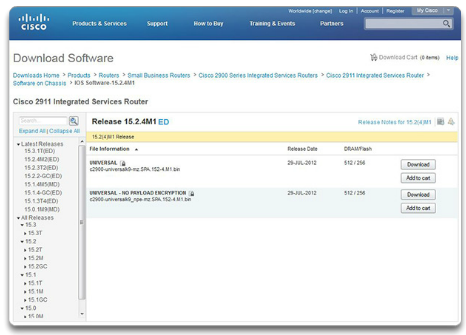 Worldwide [change] Log In Account Register My Cisco
CISCO
Products & Services Support How to Buy Training & Events Partners
Download Software
Download Cart (0 items) Help
Downloads Home > Products > Routers > Small Business Routers > Cisco 2900 Series Integrated Services Routers > Cisco 2911 Integrated Services Router >
Software on Chassis > IOS Software-15.2.4M1
Cisco 2911 Integrated Services Router
Search...
Expand All | Collapse All
Latest Releases
15.3.1T(ED)
15.2.4M2(ED)
15.2.3T2(ED)
15.2.2-GC(ED)
15.1.4M5(MD)
15.1.4-GC(ED)
15.1.3T4(ED)
15.0.1M9(MD)
All Releases
15.3
15.3T
15.2
15.2T
15.2M
15.2GC
15.1
15.1T
15.1M
15.1GC
15.0
15.0M
Release 15.2.4M1 ED
Release Notes for 15.2(4)M1
15.2(4)M1 Release
File Information Release Date DRAM/Flash
UNIVERSAL 26-JUL-2012 512 / 256 Download
c2900-universalk9-mz.SPA.152-4.M1.bin
Add to cart
UNIVERSAL - NO PAYLOAD ENCRYPTION 26-JUL-2012 512 / 256 Download
c2900-universalk9_npe-mz.SPA.152-4.M1.bin
Add to cart